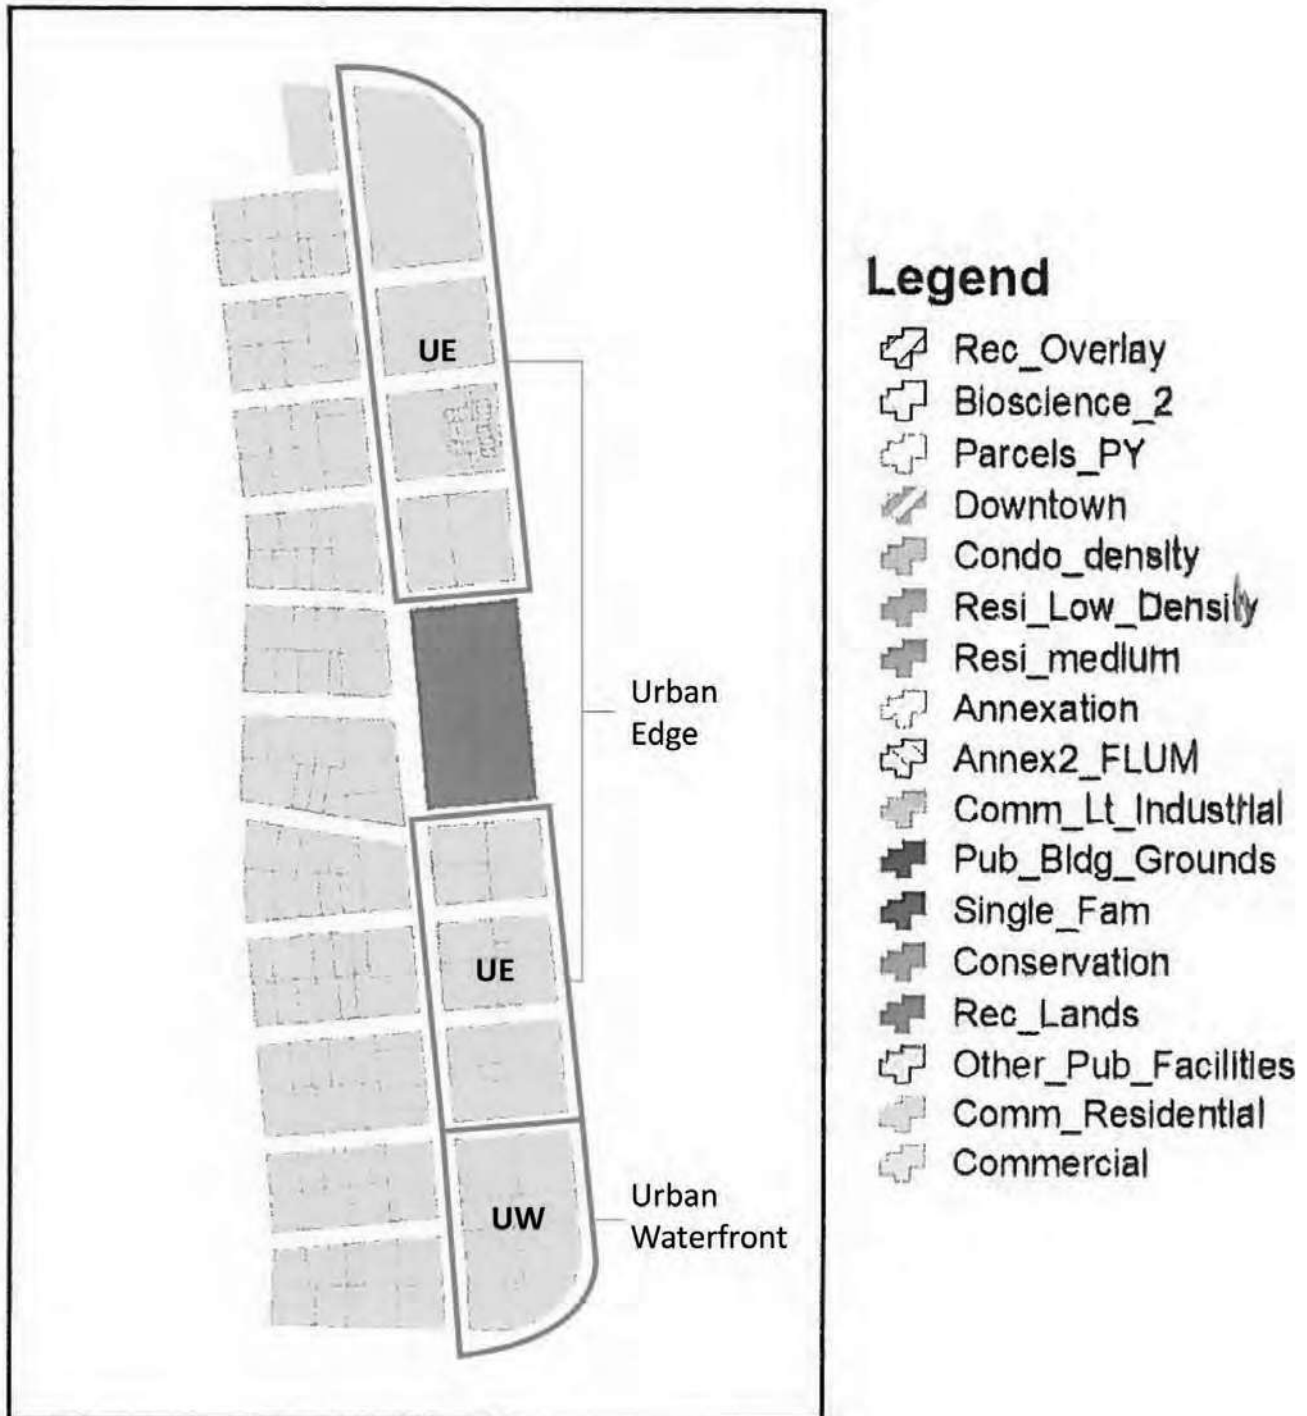 UE
Urban
Edge
UE
UW
Urban
Waterfront
Legend
Rec_Overlay
Bioscience_2
Parcels_PY
Downtown
Condo_density
Resi_Low_Density
Resi_medium
Annexation
Annex2_FLUM
Comm_Lt_Industrial
Pub_Bldg_Grounds
Single_Fam
Conservation
Rec_Lands
Other_Pub_Facilities
Comm_Residential
Commercial